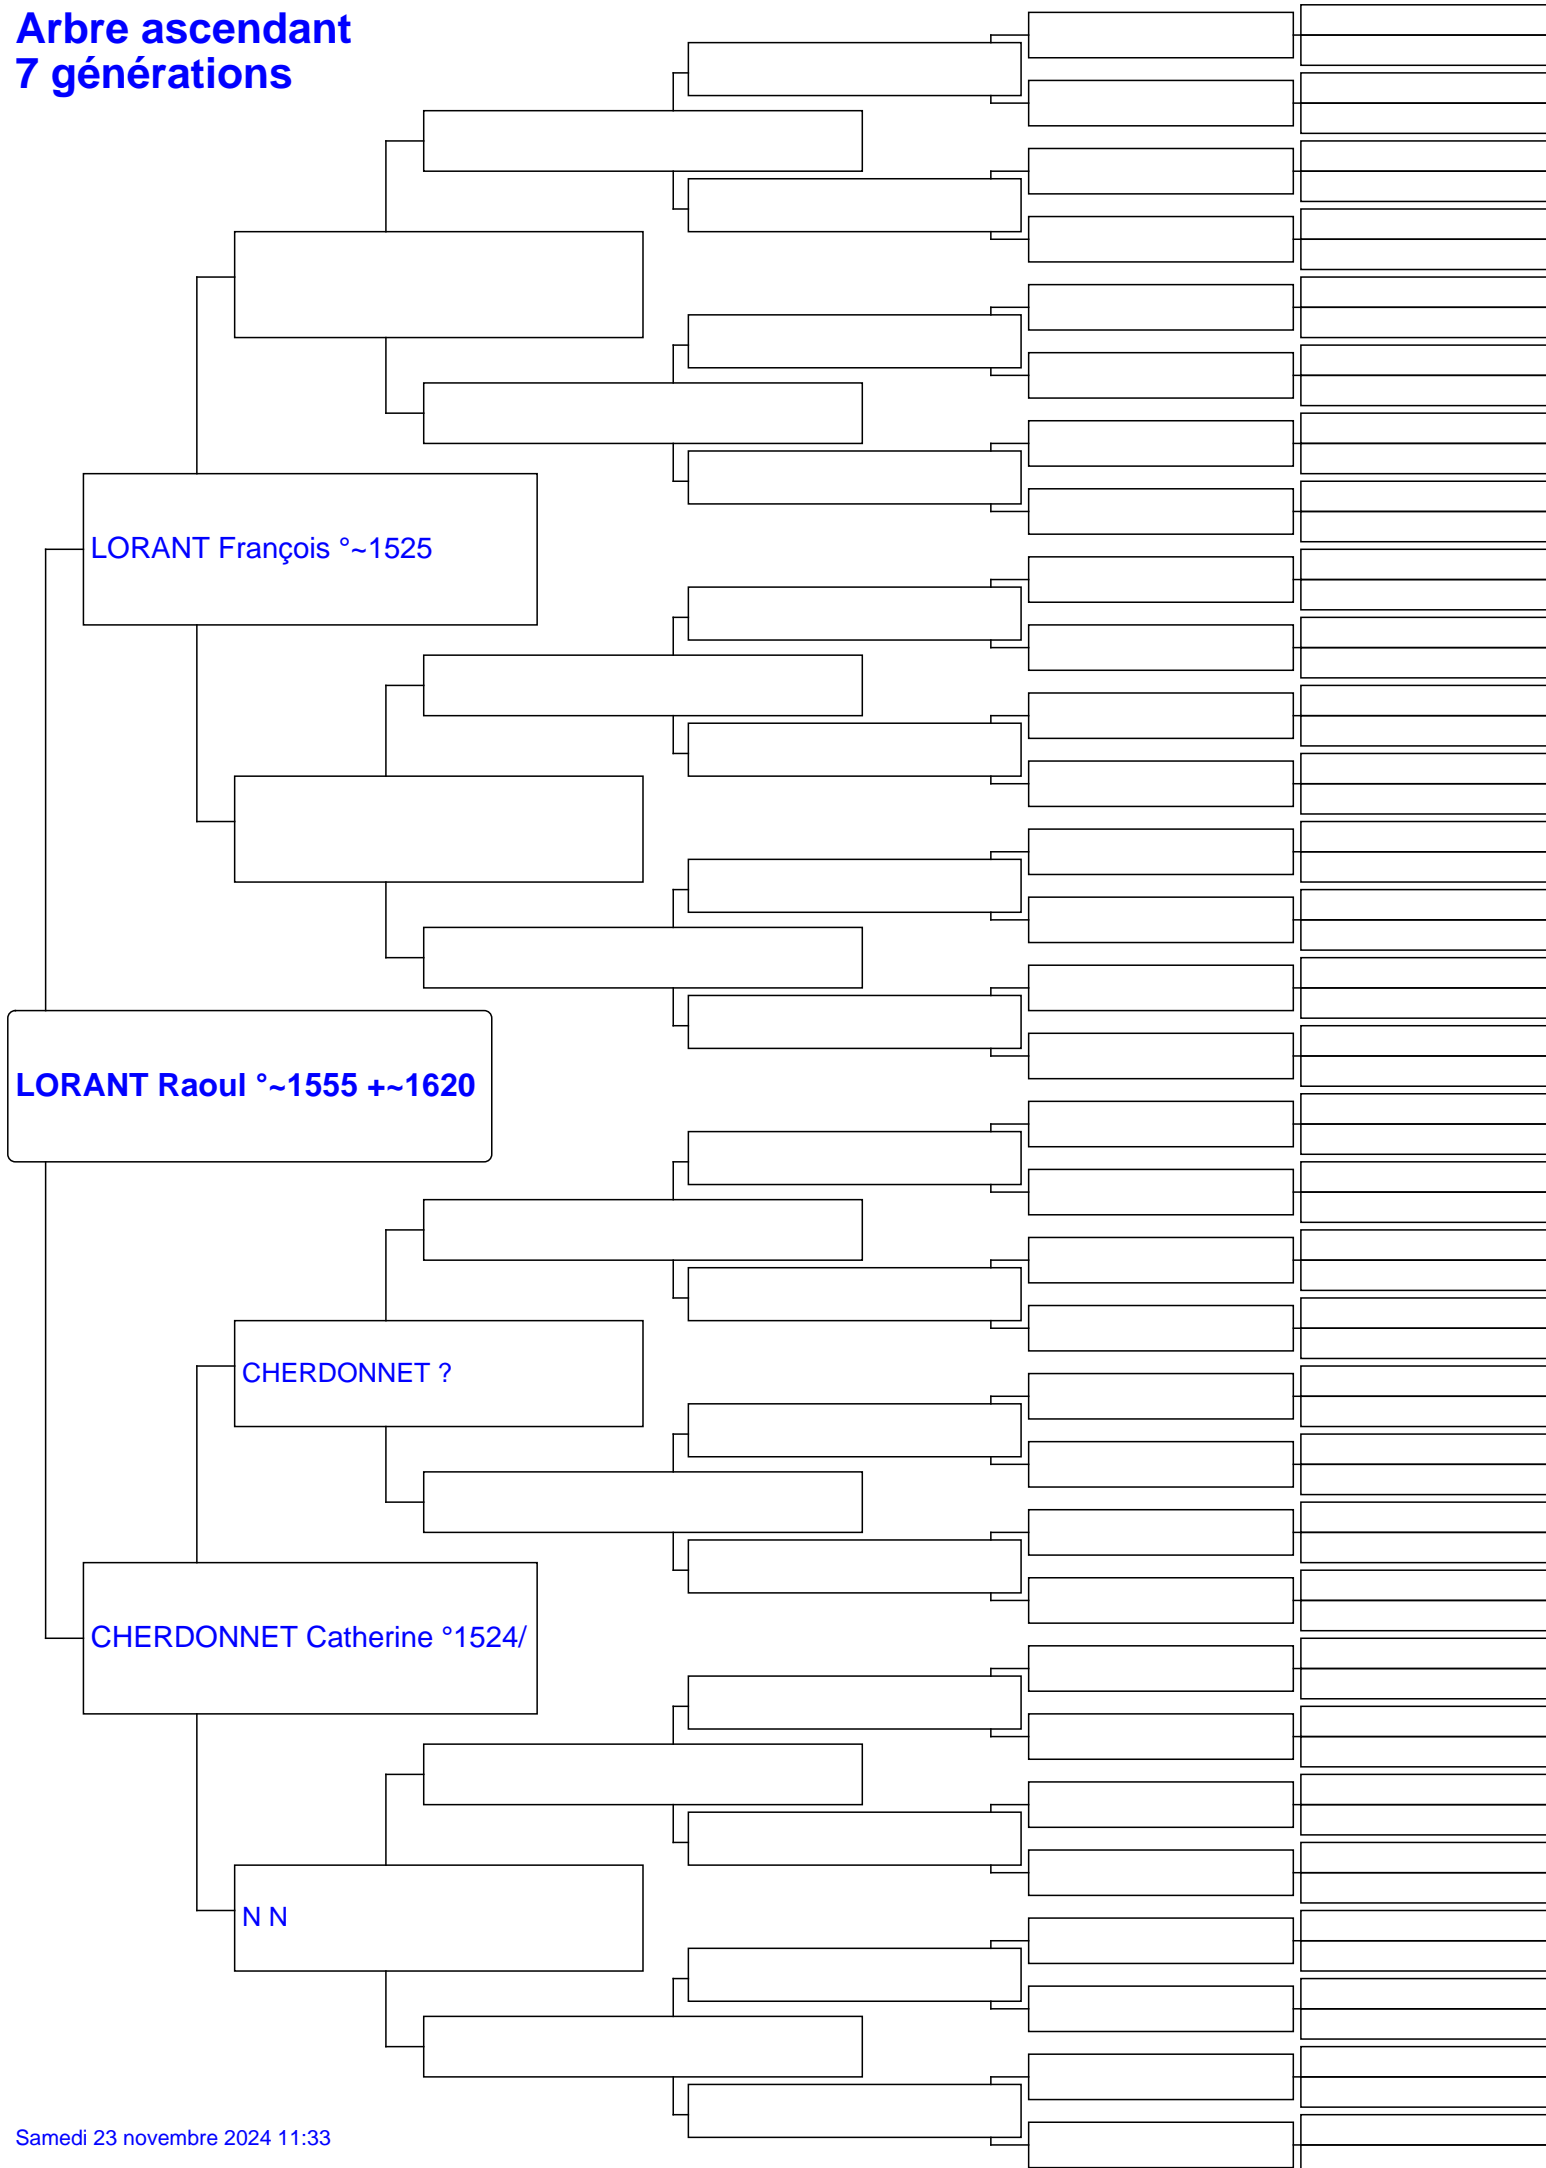 Arbre ascendant
7 générations
LORANT François °~1525
LORANT Raoul °~1555 +~1620
CHERDONNET ?
CHERDONNET Catherine °1524/
N N
Samedi 23 novembre 2024 11:33